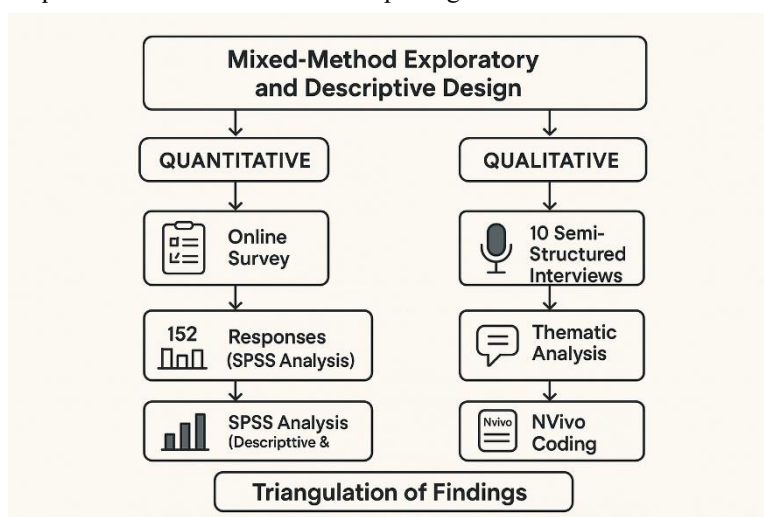 Mixed-Method Exploratory
and Descriptive Design
QUANTITATIVE
QUALITATIVE
Online
Survey
10 Semi-
Structured
Interviews
152
Responses
(SPSS Analysis)
Thematic
Analysis
SPSS Analysis
(Descripttive &
Nvivo
NVivo
Coding
Triangulation of Findings